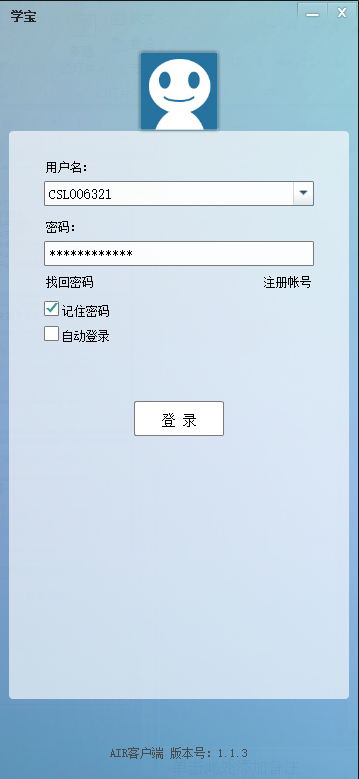 学宝
用户名：
CSL006321
密码：
************
找回密码 注册帐号
记住密码
自动登录
登 录
AIR客户端 版本号：1.1.3